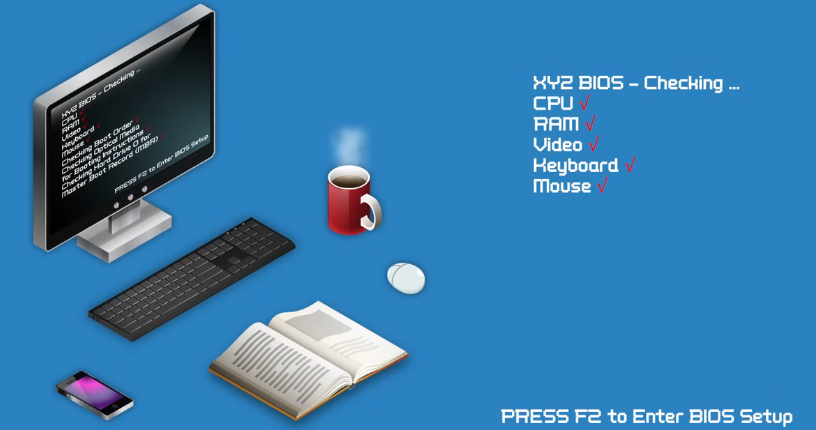 XYZ BIOS - Checking ...
CPU √
RAM √
Video √
Keyboard √
Mouse √
Checking Boot Order
Checking Optical Media
for Booting Instructions
Checking Hard Drive 0 for
Master Boot Record (MBR)
PRESS F2 to Enter BIOS Setup
XYZ BIOS - Checking ...
CPU √
RAM √
Video √
Keyboard √
Mouse √
PRESS F2 to Enter BIOS Setup